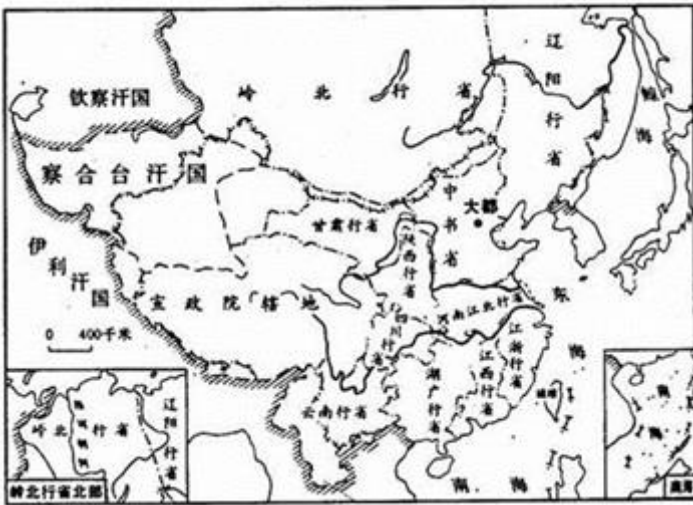 钦察汗国
岭北行省
辽阳行省
察合台汗国
中书省
大都
甘肃行省
陕西行省
伊利汗国
宣政院辖地
0 400千米
四川行省
河南江北行省
东海
江浙行省
江西行省
湖广行省
云南行省
南海
岭北行省
辽阳行省
岭北行省北部